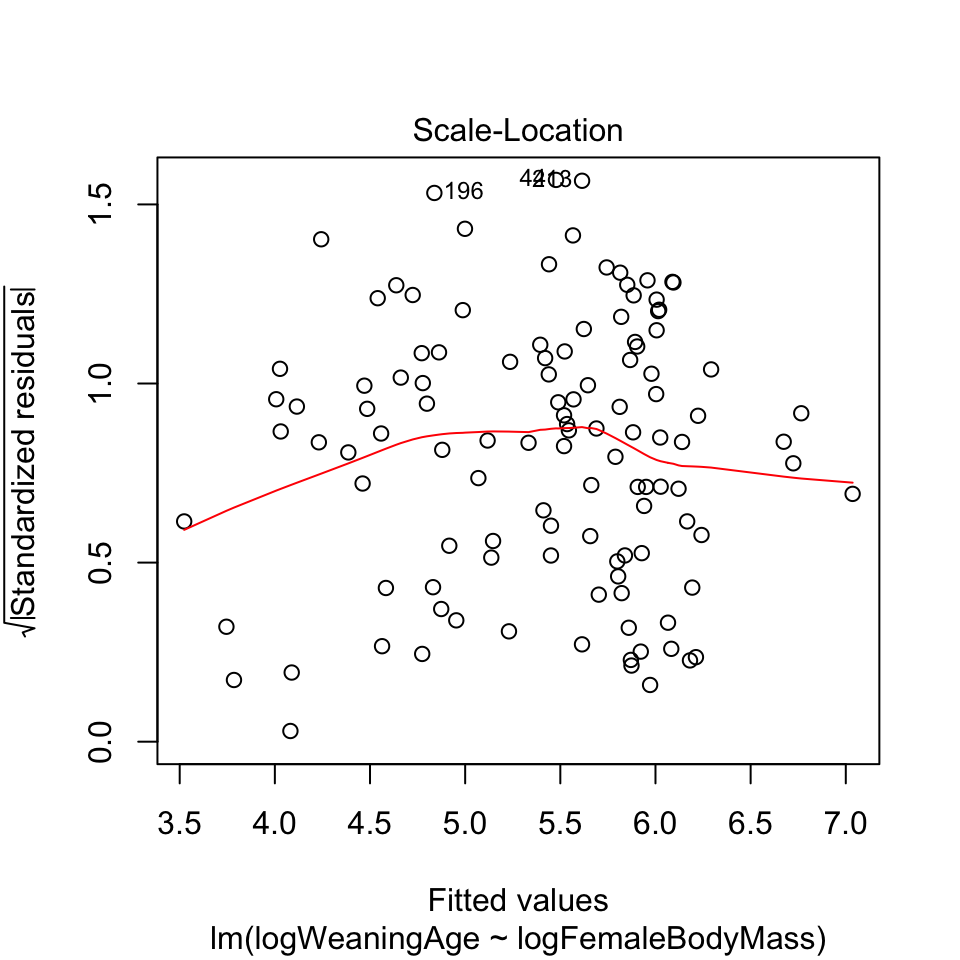 Scale-Location
√|Standardized residuals|
1.5
1.0
0.5
0.0
196
213
3.5 4.0 4.5 5.0 5.5 6.0 6.5 7.0
Fitted values
lm(logWeaningAge ~ logFemaleBodyMass)